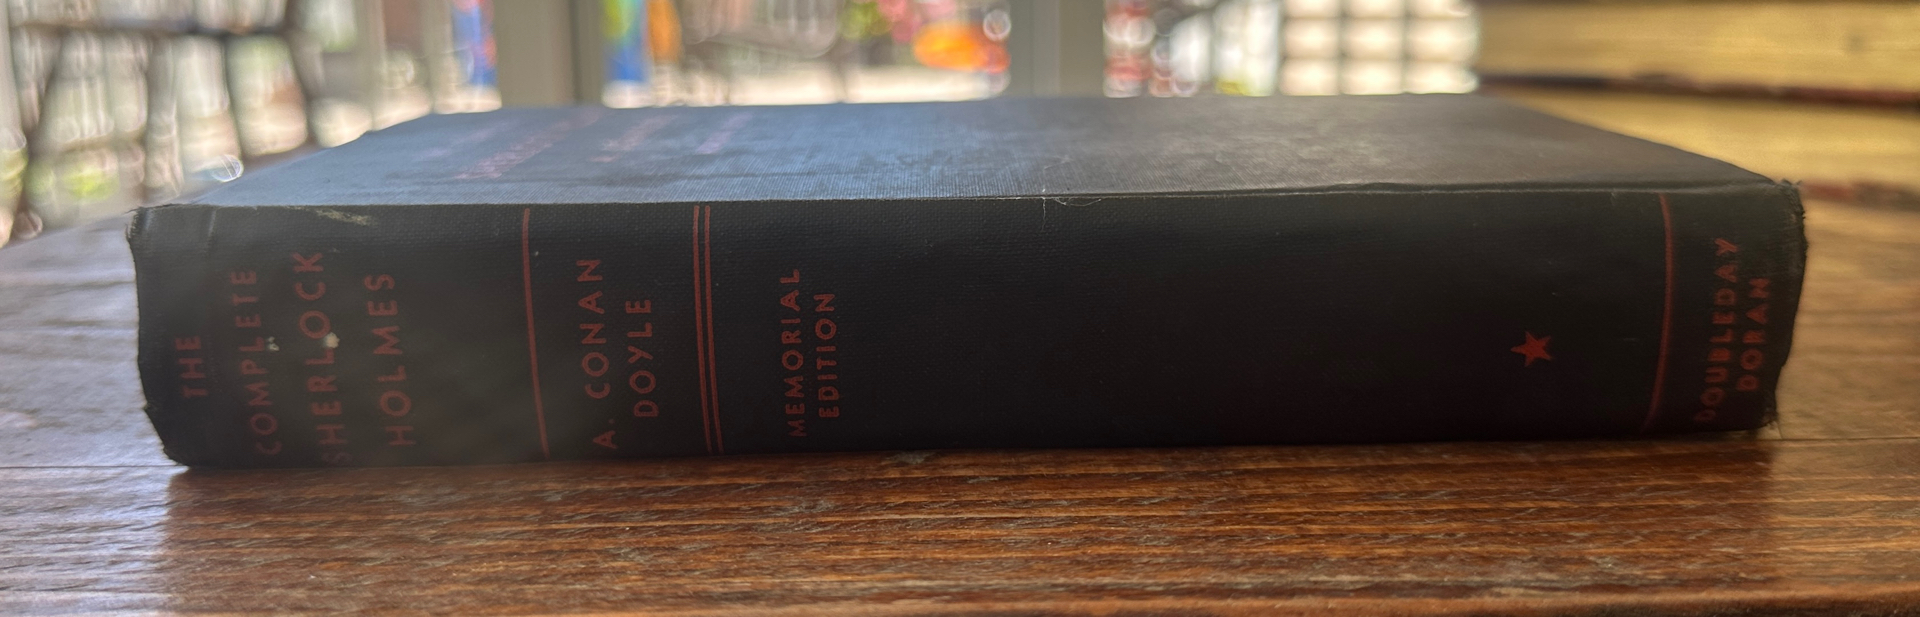 THE
COMPLETE
SHERLOCK
HOLMES
A. CONAN
DOYLE
MEMORIAL
EDITION
DOUBLEDAY
DORAN